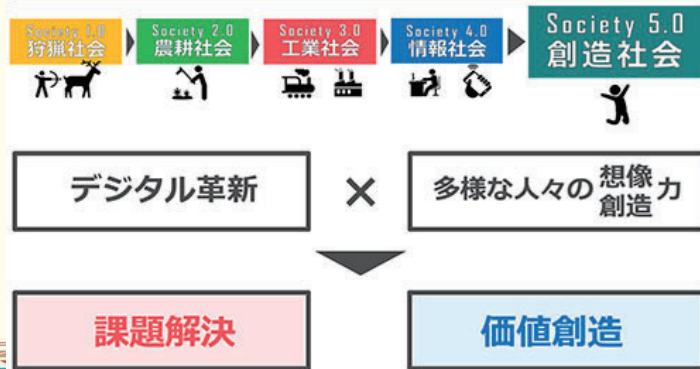 Society 1.0
狩猟社会
Society 2.0
農耕社会
Society 3.0
工業社会
Society 4.0
情報社会
Society 5.0
創造社会
デジタル革新
×
多様な人々の想像創造力
課題解決
価値創造